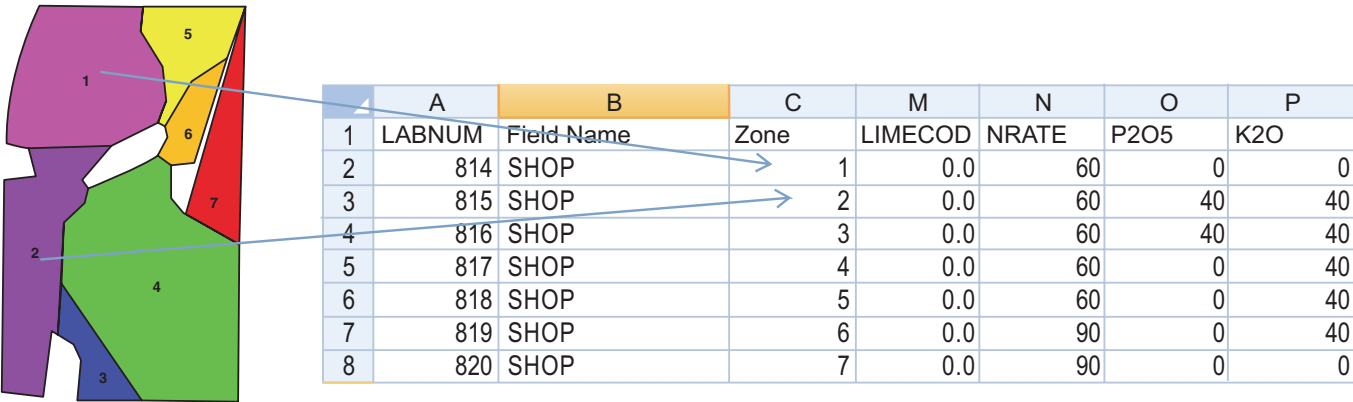 5
1
6
7
2
4
3
A B C M N O P
1 LABNUM Field Name Zone LIMECOD NRATE P2O5 K2O
2 814 SHOP 1 0.0 60 0 0
3 815 SHOP 2 0.0 60 40 40
4 816 SHOP 3 0.0 60 40 40
5 817 SHOP 4 0.0 60 0 40
6 818 SHOP 5 0.0 60 0 40
7 819 SHOP 6 0.0 90 0 40
8 820 SHOP 7 0.0 90 0 0